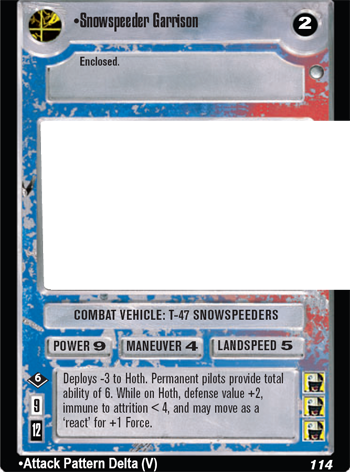 •Snowspeeder Garrison
2
Enclosed.
COMBAT VEHICLE: T-47 SNOWSPEEDERS
POWER 9 MANEUVER 4 LANDSPEED 5
6
9
12
Deploys -3 to Hoth. Permanent pilots provide total
ability of 6. While on Hoth, defense value +2,
immune to attrition < 4, and may move as a
'react' for +1 Force.
•Attack Pattern Delta (V) 114